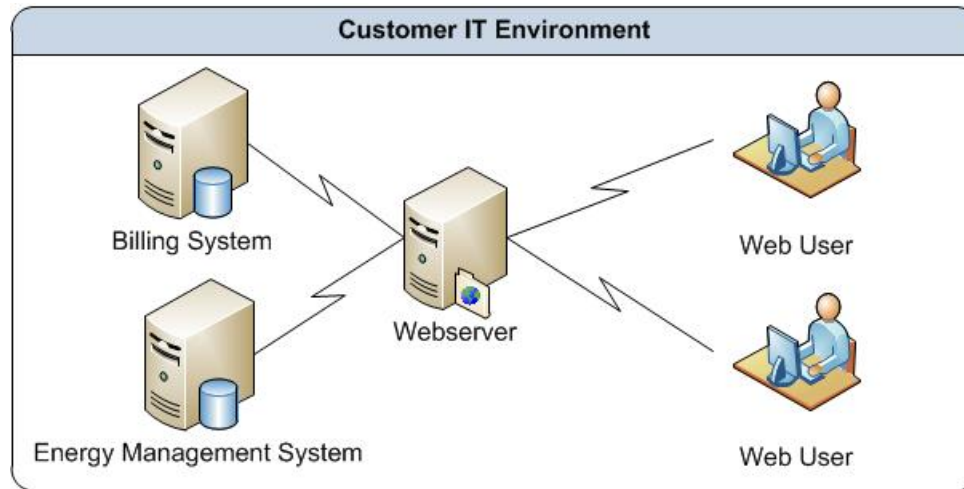 Customer IT Environment
Billing System
Web User
Webserver
Energy Management System
Web User